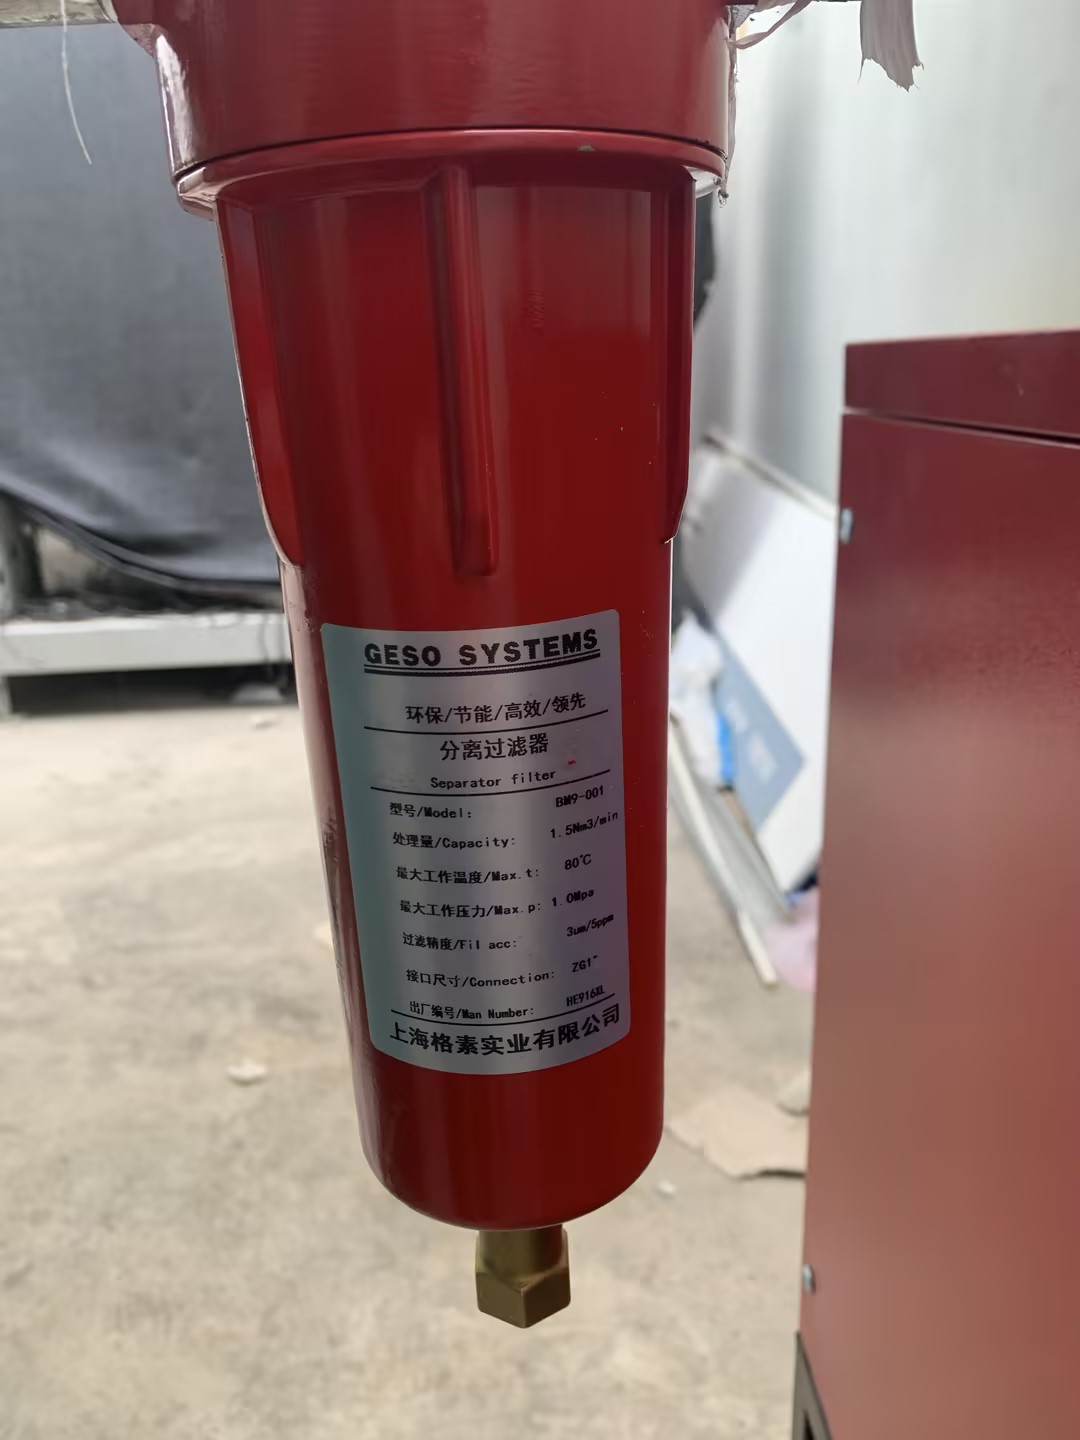 GESO SYSTEMS
环保/节能/高效/领先
分离过滤器
Separator filter
型号/Model: BM9-001
处理量/Capacity: 1.5Nm3/min
最大工作温度/Max.t: 80℃
最大工作压力/Max.p: 1.0Mpa
过滤精度/Fil acc: 3um/5ppm
接口尺寸/Connection: ZG1"
出厂编号/Man Number: HE916XL
上海格素实业有限公司